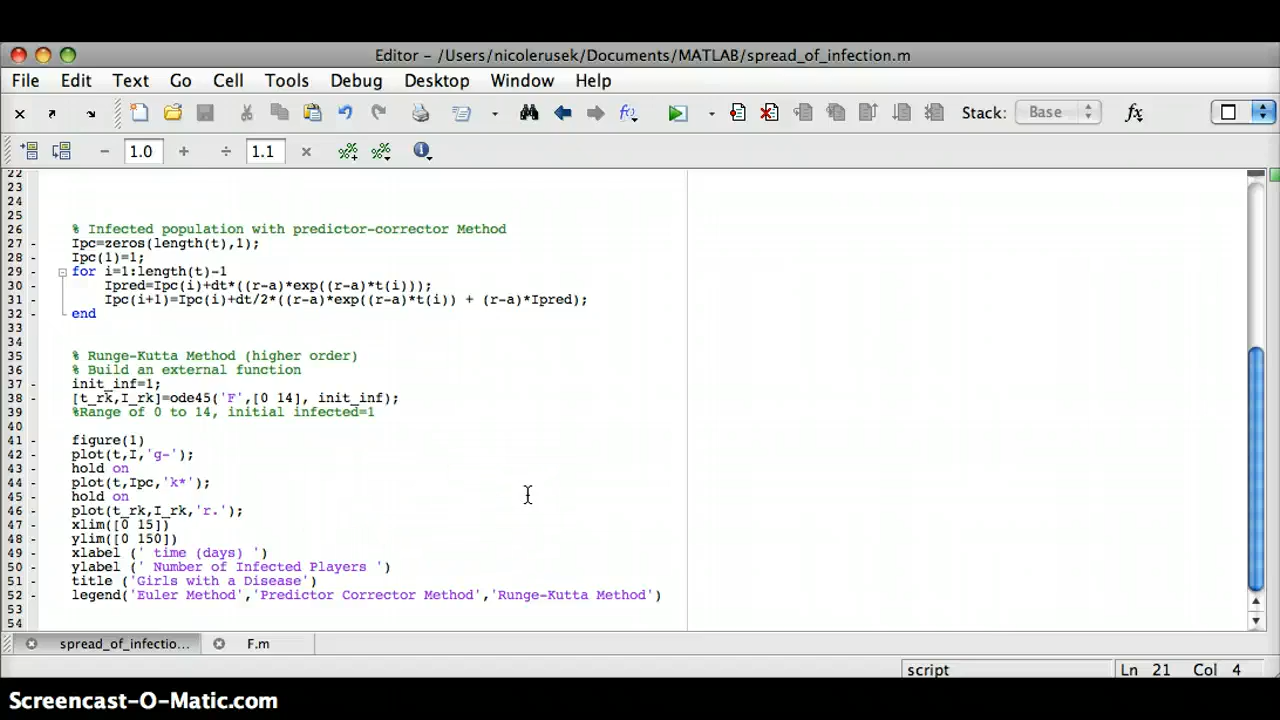 Editor - /Users/nicolerusek/Documents/MATLAB/spread_of_infection.m
File Edit Text Go Cell Tools Debug Desktop Window Help
Stack: Base fx
- 1.0 + ÷ 1.1 ×
22
23
24
25
26 % Infected population with predictor-corrector Method
27 - Ipc=zeros(length(t),1);
28 - Ipc(1)=1;
29 - for i=1:length(t)-1
30 - Ipred=Ipc(i)+dt*((r-a)*exp((r-a)*t(i)));
31 - Ipc(i+1)=Ipc(i)+dt/2*((r-a)*exp((r-a)*t(i)) + (r-a)*Ipred);
32 - end
33
34
35 % Runge-Kutta Method (higher order)
36 % Build an external function
37 - init_inf=1;
38 - [t_rk,I_rk]=ode45('F',[0 14], init_inf);
39 %Range of 0 to 14, initial infected=1
40
41 - figure(1)
42 - plot(t,I,'g-');
43 - hold on
44 - plot(t,Ipc,'k*');
45 - hold on
46 - plot(t_rk,I_rk,'r.');
47 - xlim([0 15])
48 - ylim([0 150])
49 - xlabel (' time (days) ')
50 - ylabel (' Number of Infected Players ')
51 - title ('Girls with a Disease')
52 - legend('Euler Method','Predictor Corrector Method','Runge-Kutta Method')
53
54
spread_of_infectio... F.m
script Ln 21 Col 4
Screencast-O-Matic.com